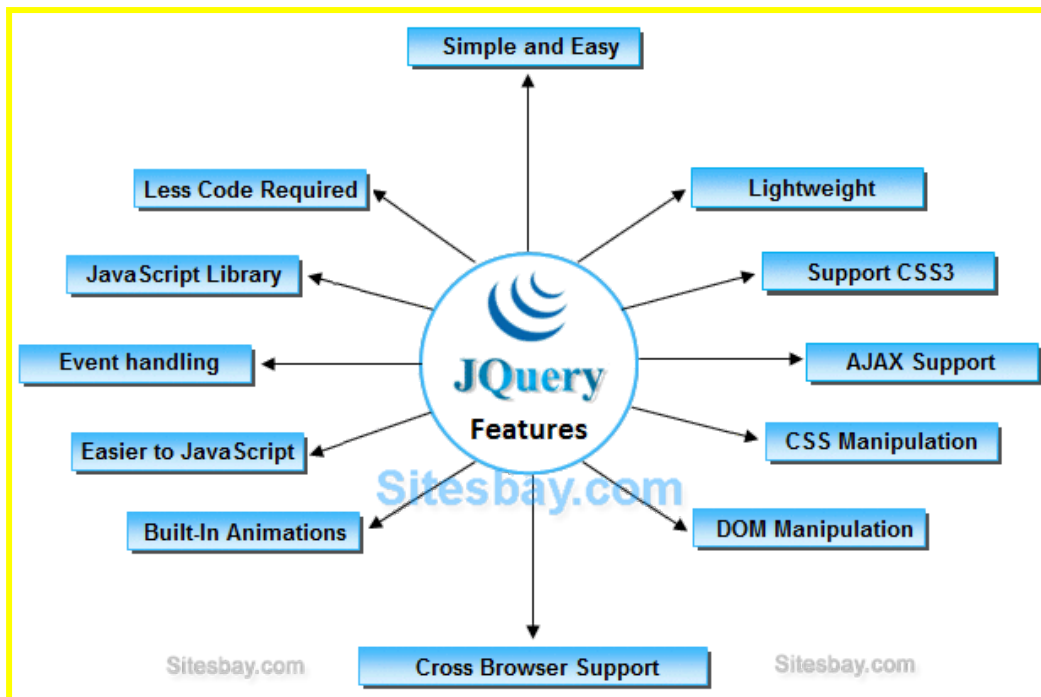 Simple and Easy
Less Code Required
Lightweight
JavaScript Library
Support CSS3
Event handling
JQuery
Features
AJAX Support
Easier to JavaScript
CSS Manipulation
Sitesbay.com
Built-In Animations
DOM Manipulation
Sitesbay.com
Cross Browser Support
Sitesbay.com